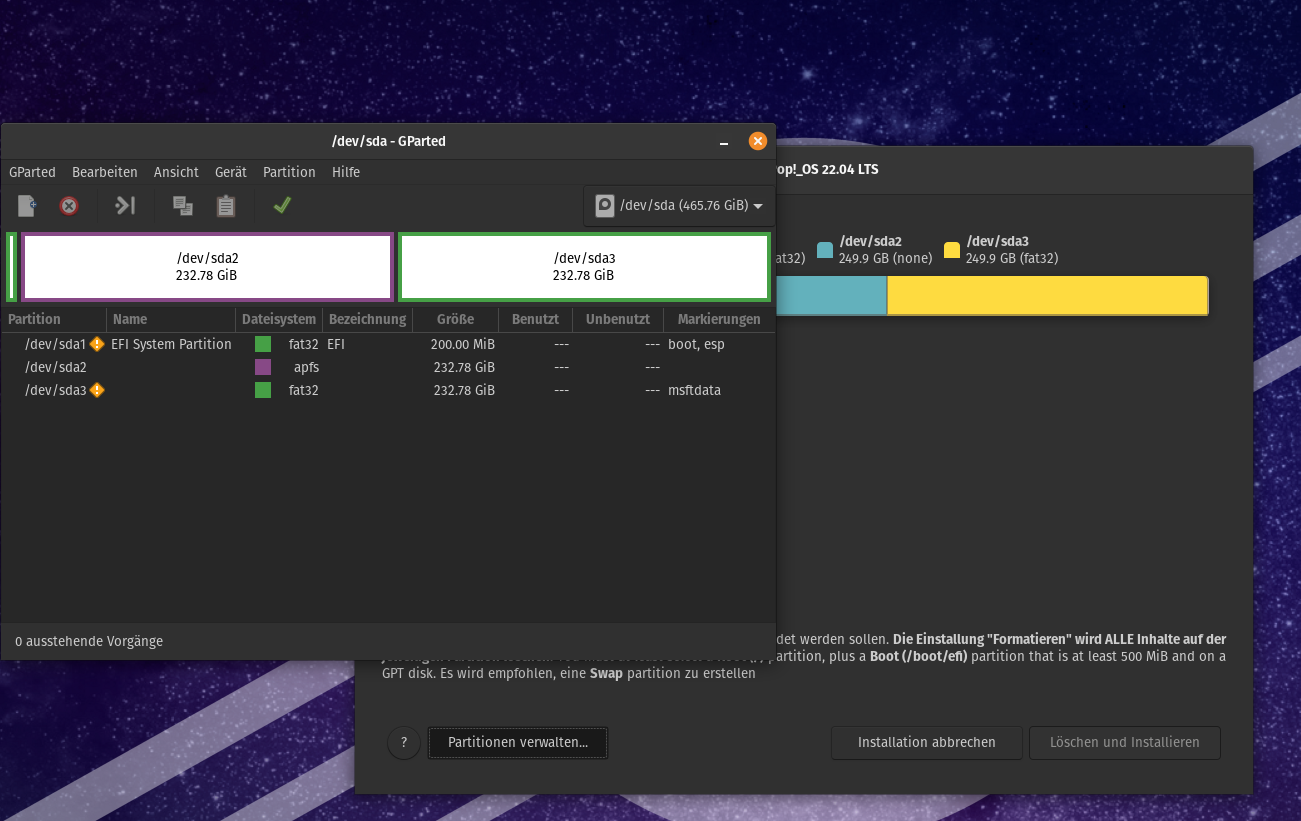 /dev/sda - GParted
GParted Bearbeiten Ansicht Gerät Partition Hilfe
/dev/sda (465.76 GiB)
/dev/sda2
232.78 GiB
/dev/sda3
232.78 GiB
Partition Name Dateisystem Bezeichnung Größe Benutzt Unbenutzt Markierungen
/dev/sda1 EFI System Partition fat32 EFI 200.00 MiB --- --- boot, esp
/dev/sda2 apfs 232.78 GiB --- ---
/dev/sda3 fat32 232.78 GiB --- --- msftdata
0 ausstehende Vorgänge
op!_OS 22.04 LTS
at32)
/dev/sda2
249.9 GB (none)
/dev/sda3
249.9 GB (fat32)
det werden sollen. Die Einstellung "Formatieren" wird ALLE Inhalte auf der
partition, plus a Boot (/boot/efi) partition that is at least 500 MiB and on a
GPT disk. Es wird empfohlen, eine Swap partition zu erstellen
? Partitionen verwalten... Installation abbrechen Löschen und Installieren